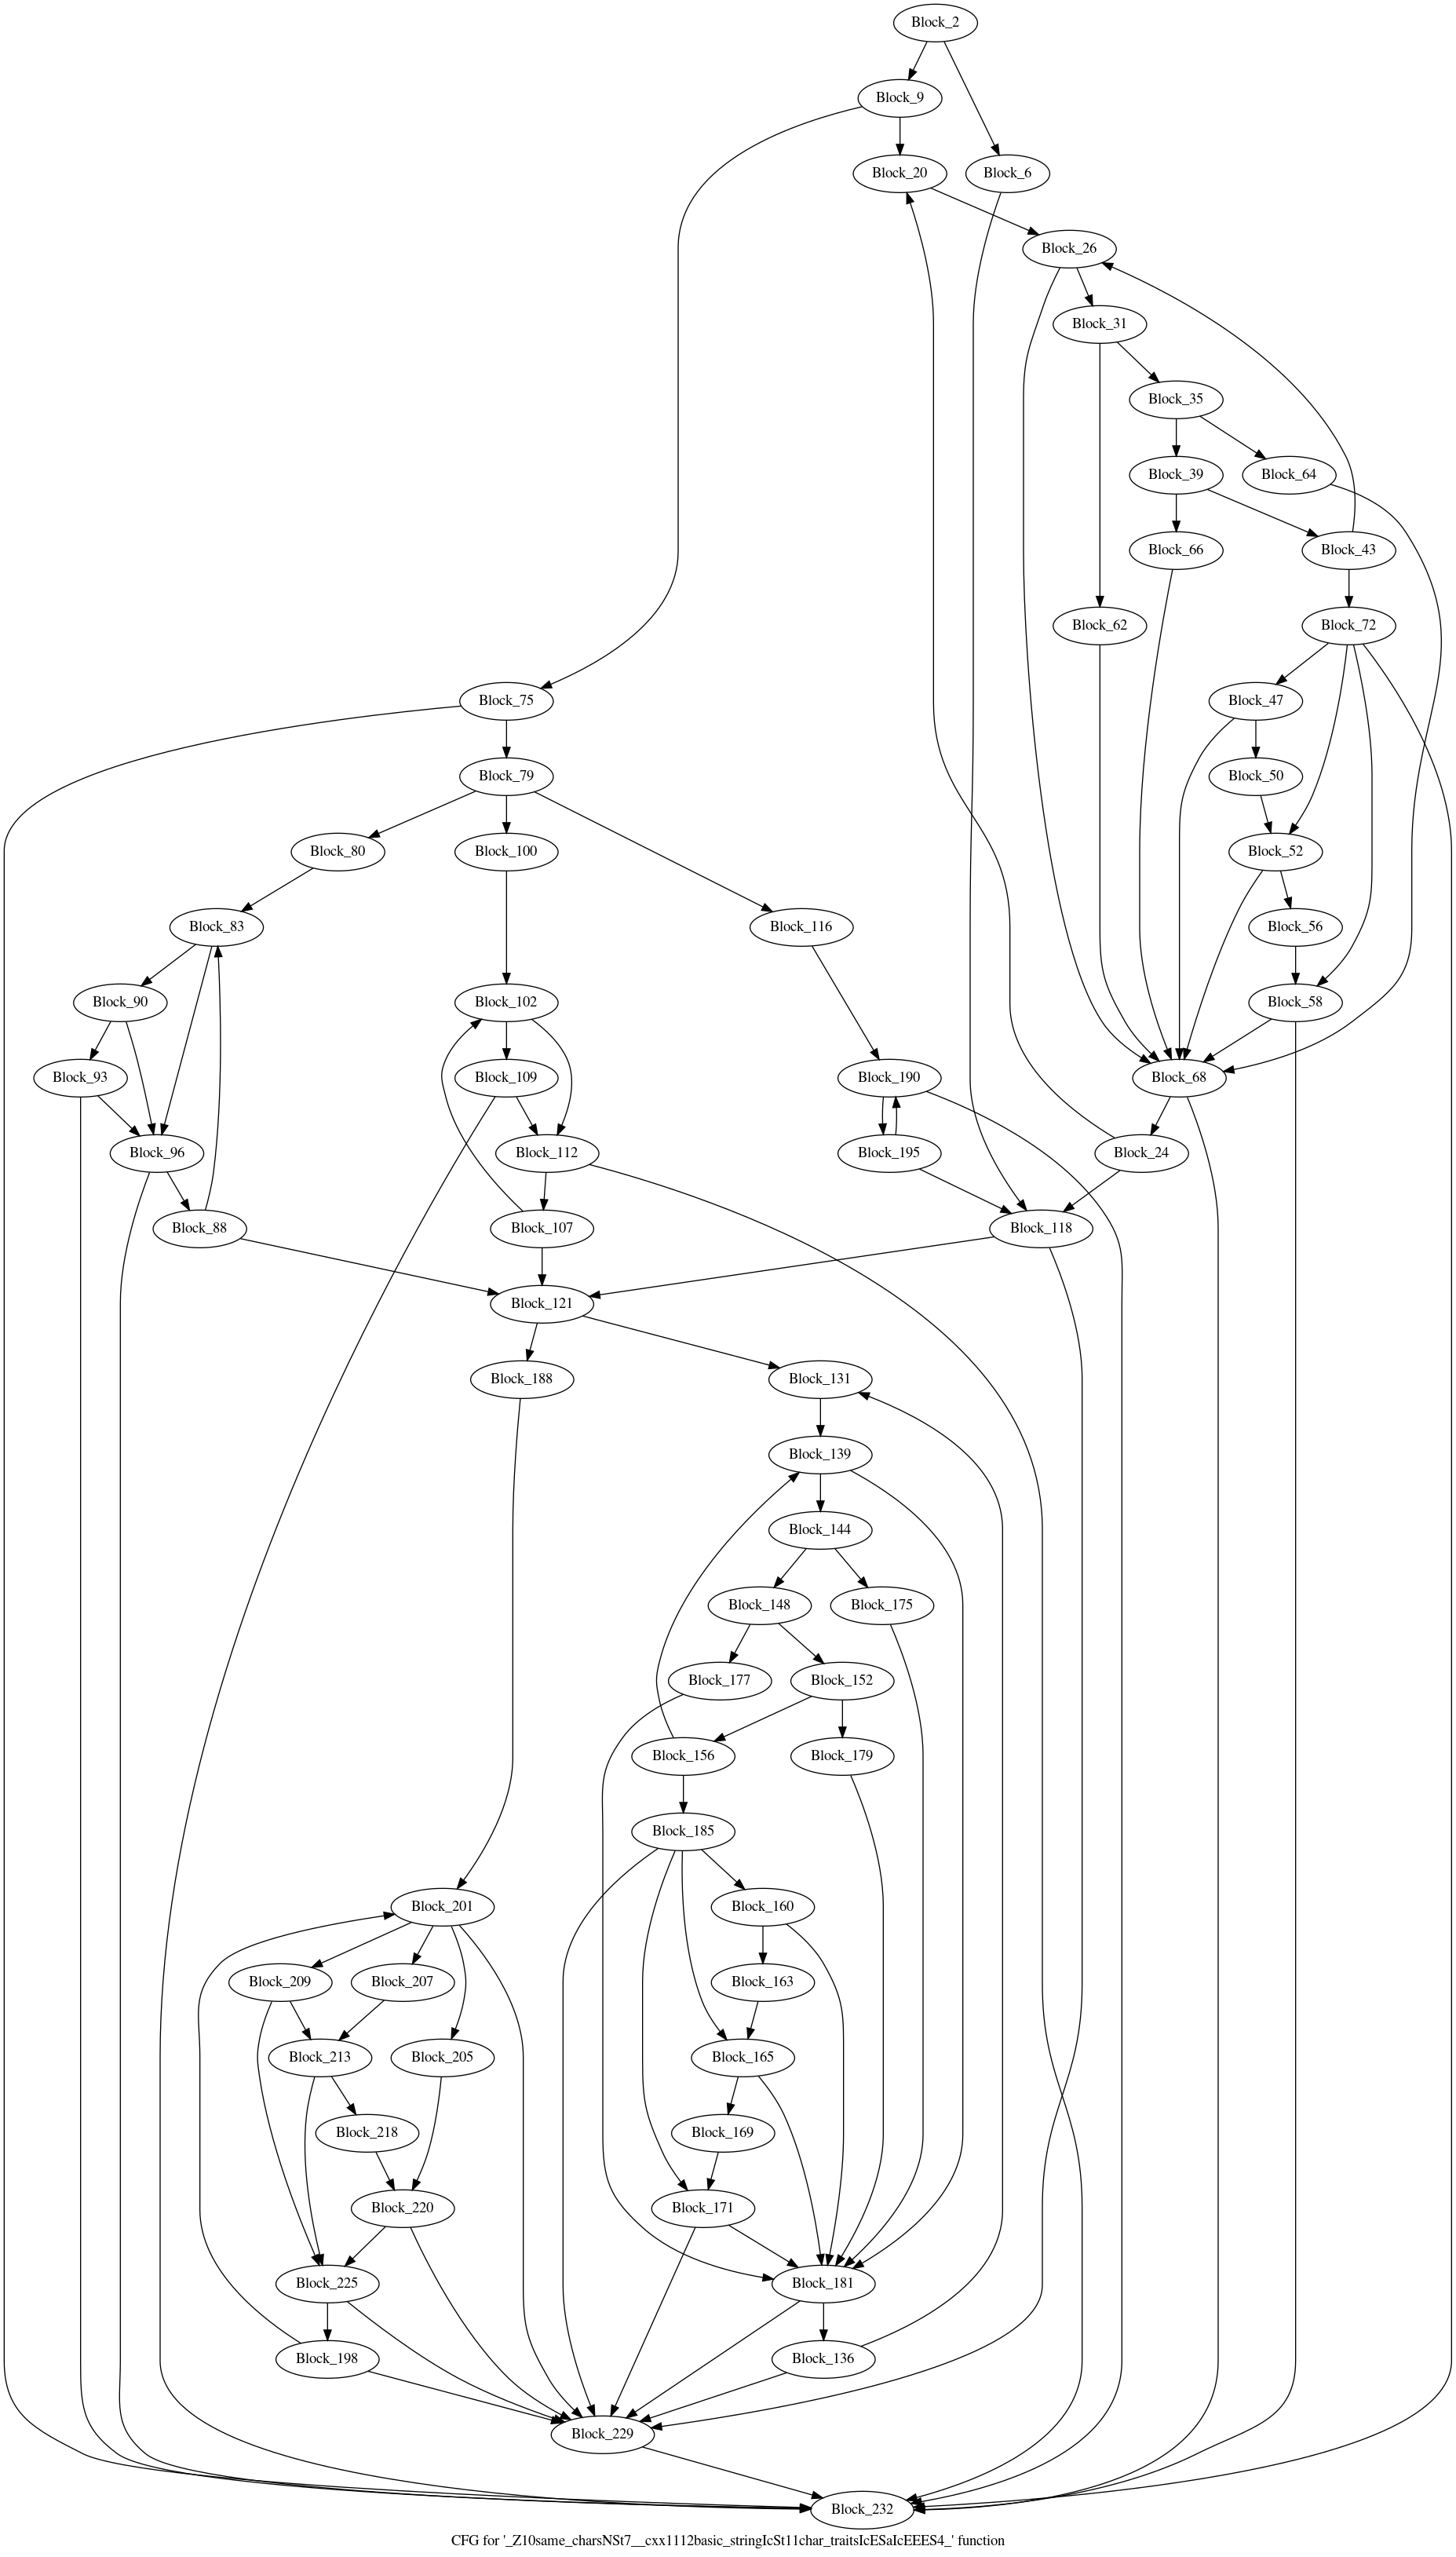 Block_2
Block_9
Block_20
Block_6
Block_26
Block_31
Block_35
Block_39
Block_64
Block_66
Block_43
Block_62
Block_72
Block_75
Block_47
Block_79
Block_50
Block_80
Block_100
Block_52
Block_83
Block_116
Block_56
Block_90
Block_102
Block_58
Block_93
Block_109
Block_190
Block_68
Block_96
Block_112
Block_195
Block_24
Block_88
Block_107
Block_118
Block_121
Block_188
Block_131
Block_139
Block_144
Block_148
Block_175
Block_177
Block_152
Block_156
Block_179
Block_185
Block_201
Block_160
Block_209
Block_207
Block_163
Block_213
Block_205
Block_165
Block_218
Block_169
Block_220
Block_171
Block_225
Block_181
Block_198
Block_136
Block_229
Block_232
CFG for '_Z10same_charsNSt7__cxx1112basic_stringIcSt11char_traitsIcESaIcEEES4_' function